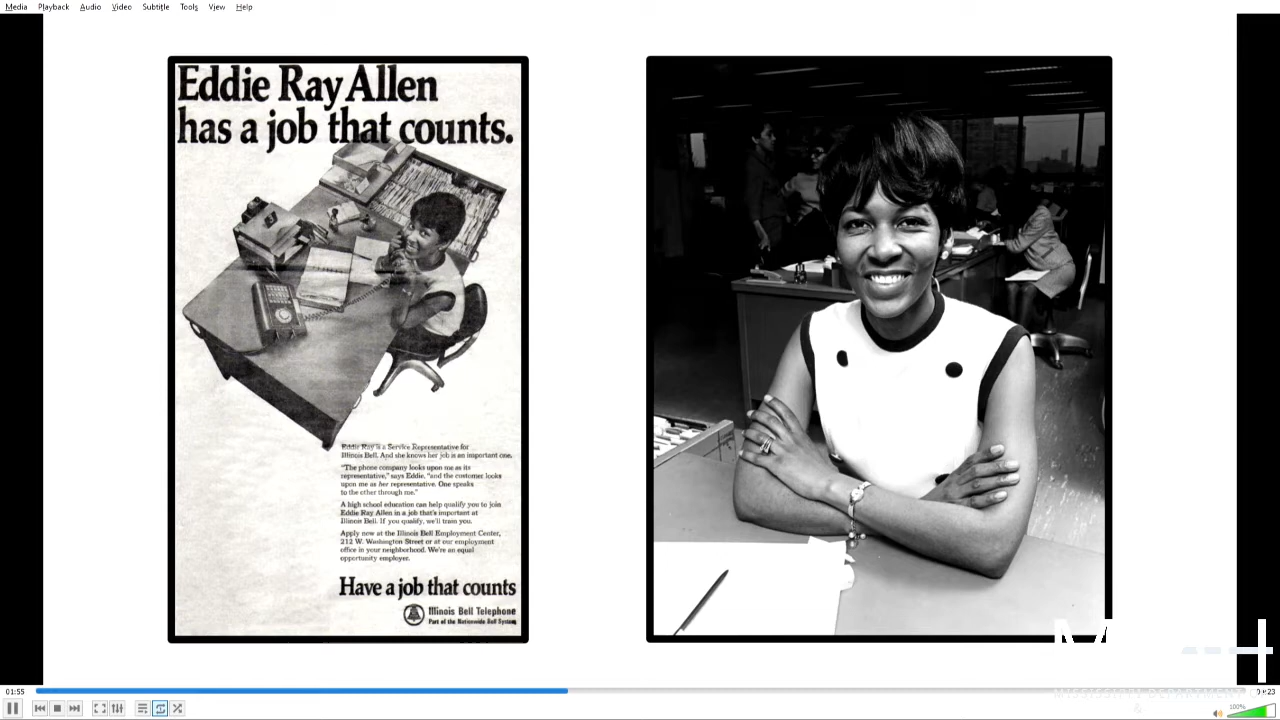 Media Playback Audio Video Subtitle Tools View Help
Eddie Ray Allen
has a job that counts.
Eddie Ray is a Service Representative for
Illinois Bell. And she knows her job is an important one.
"The phone company looks upon me as its
representative," says Eddie, "and the customer looks
upon me as her representative. One speaks
to the other through me."
A high school education can help qualify you to join
Eddie Ray Allen in a job that's important at
Illinois Bell. If you qualify, we'll train you.
Apply now at the Illinois Bell Employment Center,
212 W. Washington Street or at our employment
office in your neighborhood. We're an equal
opportunity employer.
Have a job that counts
Illinois Bell Telephone
Part of the Nationwide Bell System
MISSISSIPPI DEPARTMENT
01:55
100%